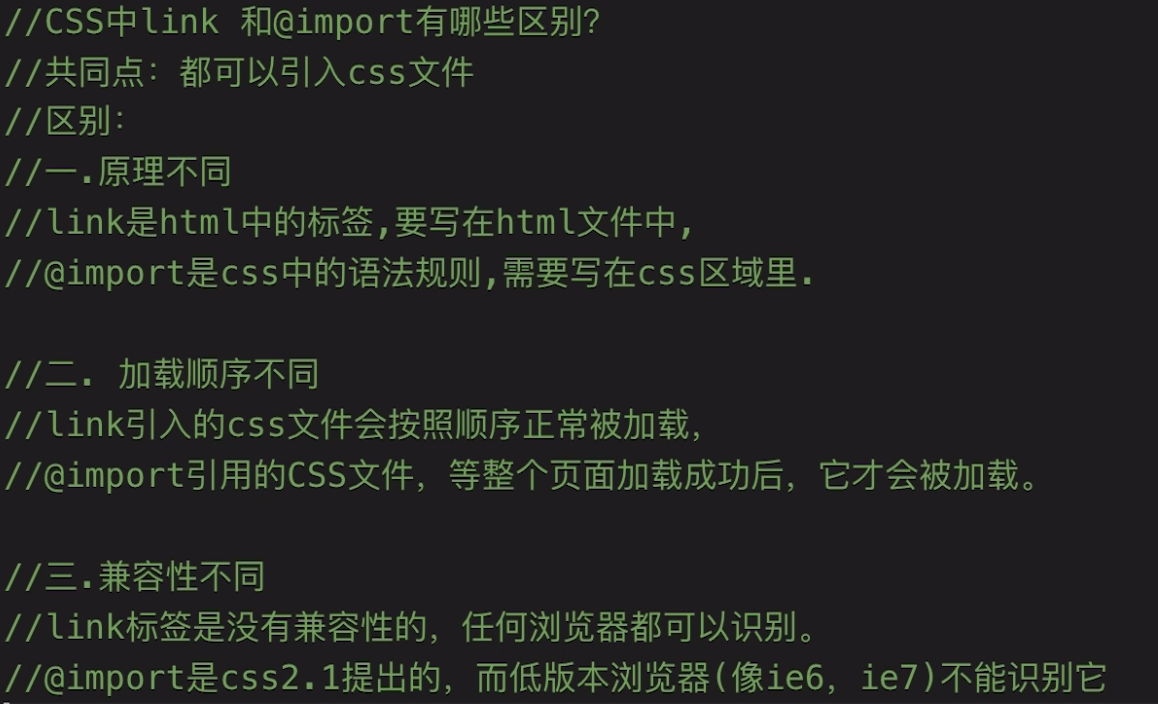 //CSS中link 和@import有哪些区别？
//共同点：都可以引入css文件
//区别：
//一.原理不同
//link是html中的标签,要写在html文件中,
//@import是css中的语法规则,需要写在css区域里.
//二. 加载顺序不同
//link引入的css文件会按照顺序正常被加载，
//@import引用的CSS文件，等整个页面加载成功后，它才会被加载。
//三.兼容性不同
//link标签是没有兼容性的，任何浏览器都可以识别。
//@import是css2.1提出的，而低版本浏览器(像ie6，ie7)不能识别它